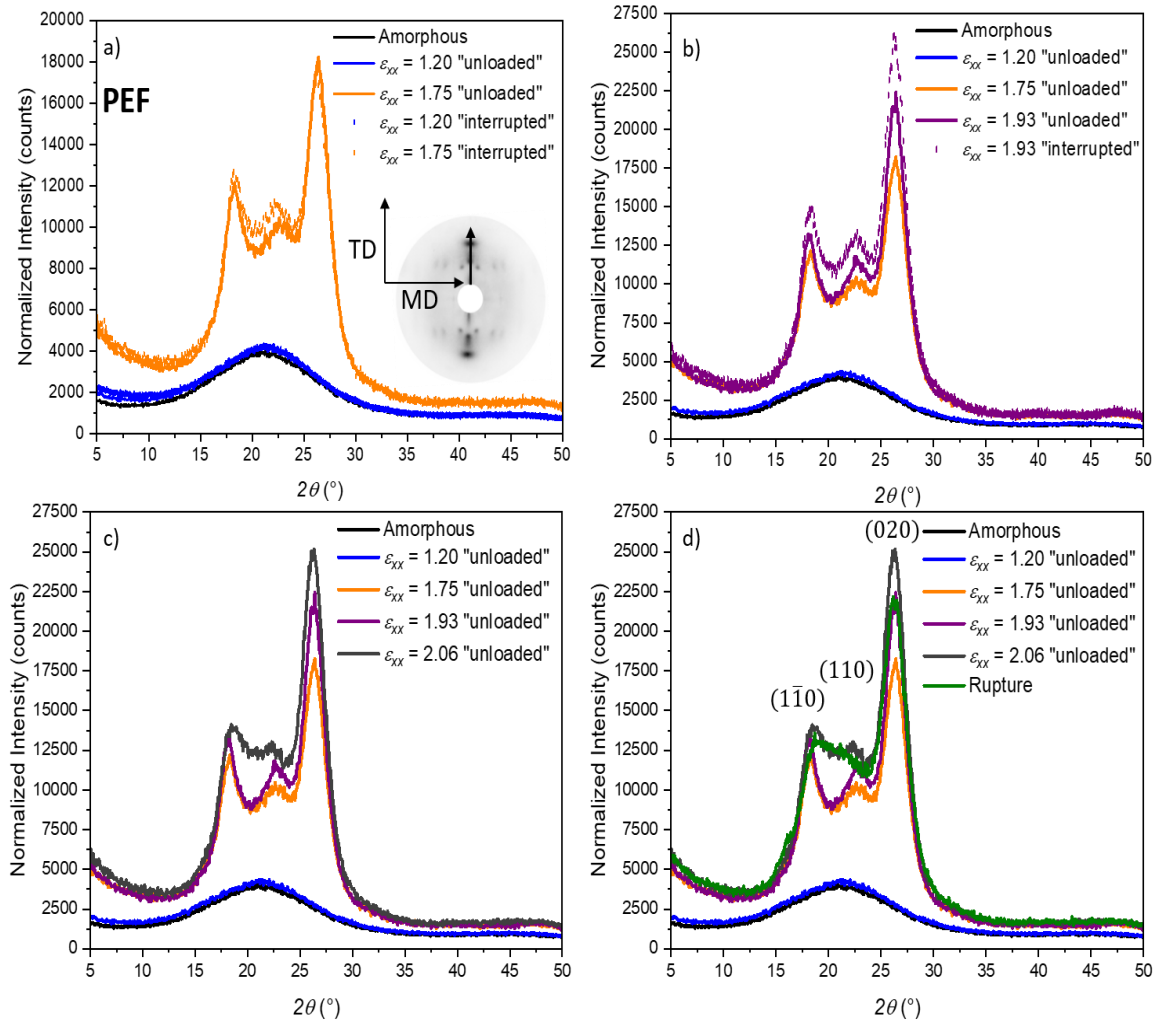 a)
PEF
Normalized Intensity (counts)
20000
18000
16000
14000
12000
10000
8000
6000
4000
2000
0
Amorphous
εxx = 1.20 "unloaded"
εxx = 1.75 "unloaded"
εxx = 1.20 "interrupted"
εxx = 1.75 "interrupted"
TD
MD
5 10 15 20 25 30 35 40 45 50
2θ (°)
b)
Normalized Intensity (counts)
27500
25000
22500
20000
17500
15000
12500
10000
7500
5000
2500
0
Amorphous
εxx = 1.20 "unloaded"
εxx = 1.75 "unloaded"
εxx = 1.93 "unloaded"
εxx = 1.93 "interrupted"
5 10 15 20 25 30 35 40 45 50
2θ (°)
c)
Normalized Intensity (counts)
27500
25000
22500
20000
17500
15000
12500
10000
7500
5000
2500
0
Amorphous
εxx = 1.20 "unloaded"
εxx = 1.75 "unloaded"
εxx = 1.93 "unloaded"
εxx = 2.06 "unloaded"
5 10 15 20 25 30 35 40 45 50
2θ (°)
d)
Normalized Intensity (counts)
27500
25000
22500
20000
17500
15000
12500
10000
7500
5000
2500
0
(020)
(110)
(11̅0)
Amorphous
εxx = 1.20 "unloaded"
εxx = 1.75 "unloaded"
εxx = 1.93 "unloaded"
εxx = 2.06 "unloaded"
Rupture
5 10 15 20 25 30 35 40 45 50
2θ (°)